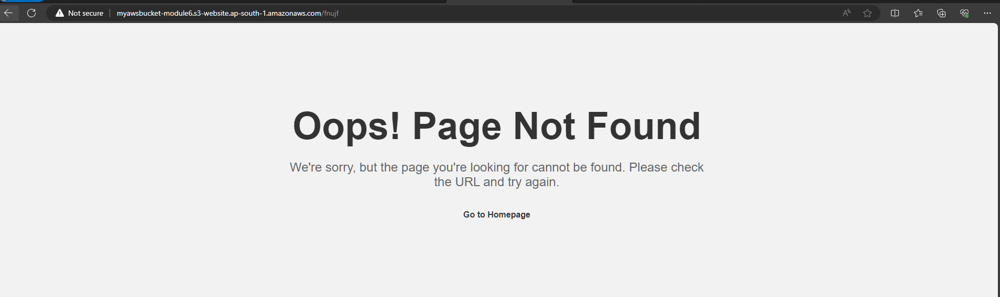 Not secure myawsbucket-module6.s3-website.ap-south-1.amazonaws.com/fnujf A
Oops! Page Not Found
We're sorry, but the page you're looking for cannot be found. Please check
the URL and try again.
Go to Homepage